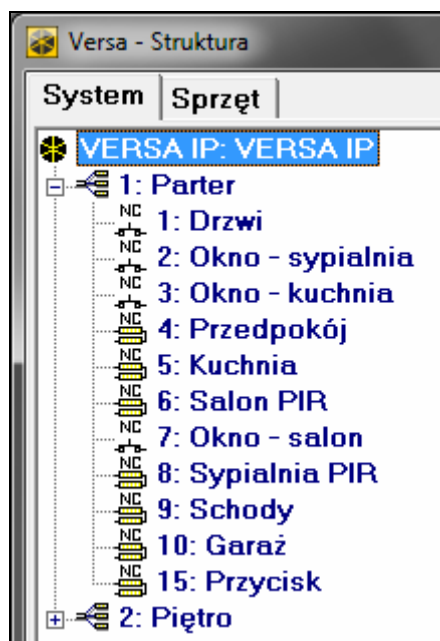 Versa - Struktura
System Sprzęt
VERSA IP: VERSA IP
1: Parter
NC 1: Drzwi
NC 2: Okno - sypialnia
NC 3: Okno - kuchnia
NC 4: Przedpokój
NC 5: Kuchnia
NC 6: Salon PIR
NC 7: Okno - salon
NC 8: Sypialnia PIR
NC 9: Schody
NC 10: Garaż
NC 15: Przycisk
2: Piętro